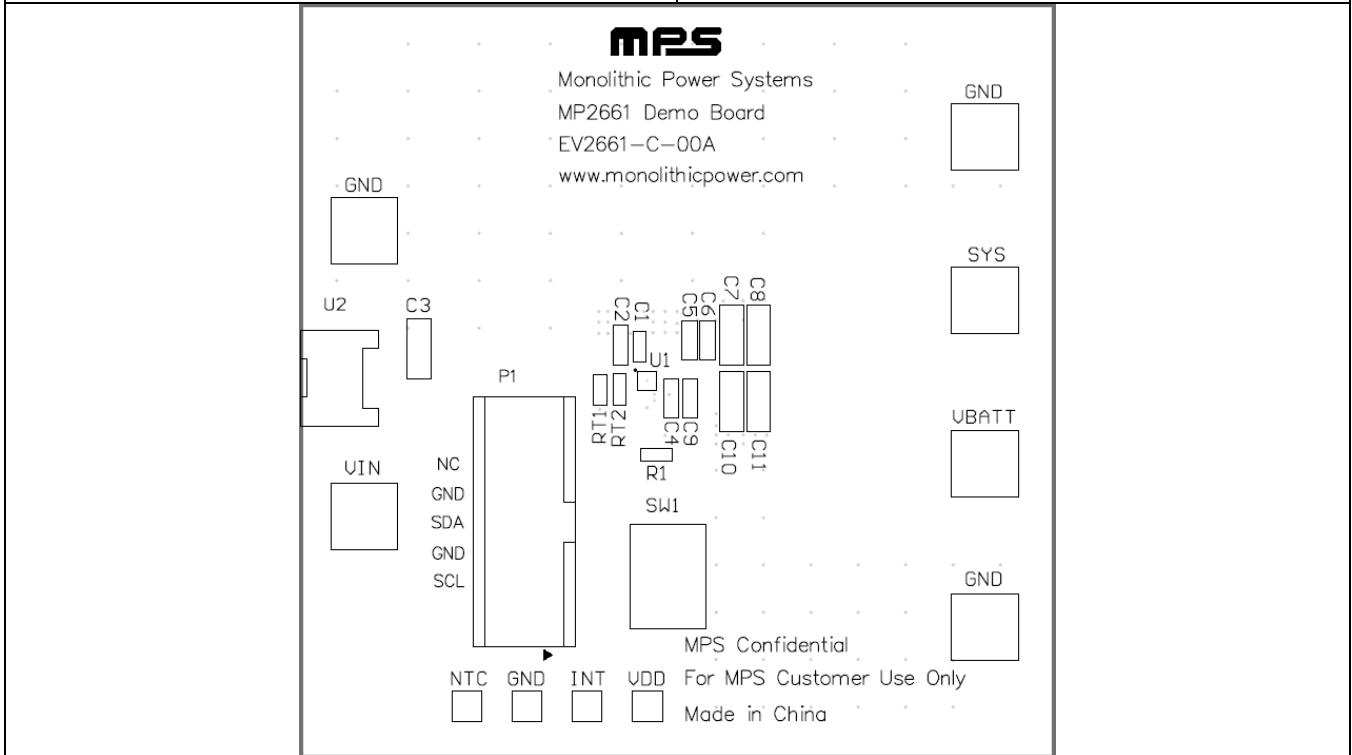 MPS
Monolithic Power Systems
MP2661 Demo Board
EV2661-C-00A
www.monolithicpower.com
GND
GND
SYS
U2
C3
C2
C1
C5
C6
C7
C8
U1
P1
RT1
RT2
C4
C9
C10
C11
VBATT
R1
VIN
NC
GND
SDA
GND
SCL
SW1
GND
MPS Confidential
For MPS Customer Use Only
Made in China
NTC
GND
INT
VDD